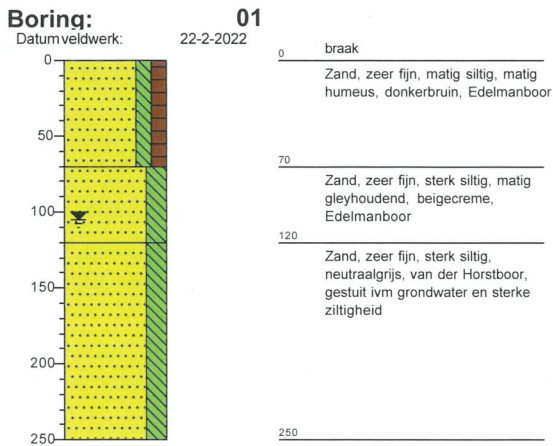 Boring: 01
Datum veldwerk: 22-2-2022
0
50
100
150
200
250
0 braak
Zand, zeer fijn, matig siltig, matig
humeus, donkerbruin, Edelmanboor
70
Zand, zeer fijn, sterk siltig, matig
gleyhoudend, beigecreme,
Edelmanboor
120
Zand, zeer fijn, sterk siltig,
neutraalgrijs, van der Horstboor,
gestuit ivm grondwater en sterke
ziltigheid
250